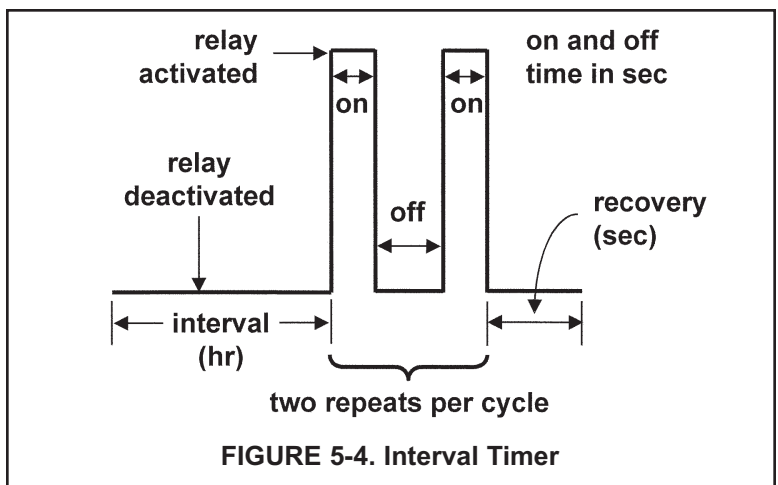 relay
activated
on and off
time in sec
on
on
relay
deactivated
off
recovery
(sec)
interval
(hr)
two repeats per cycle
FIGURE 5-4. Interval Timer